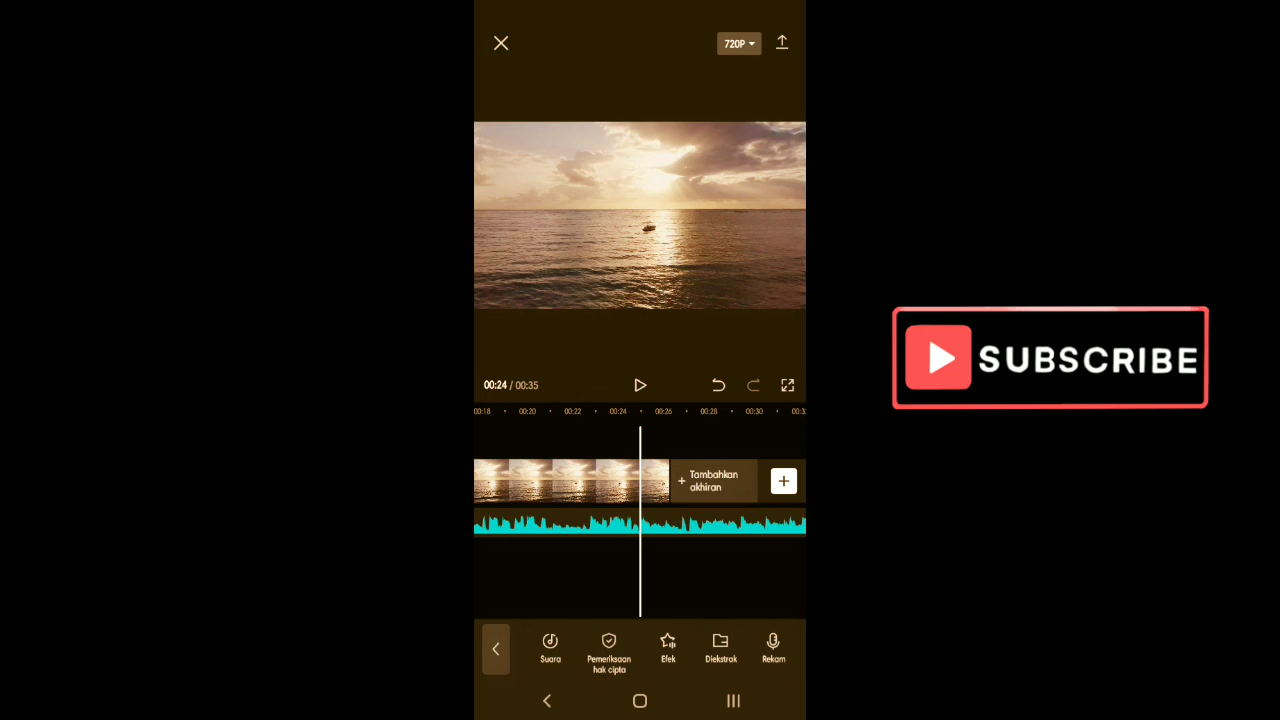 720P
00:24 / 00:35
00:18 00:20 00:22 00:24 00:26 00:28 00:30
+ Tambahkan
akhiran
Suara
Pemeriksaan
hak cipta
Efek
Diekstrak
Rekam
SUBSCRIBE